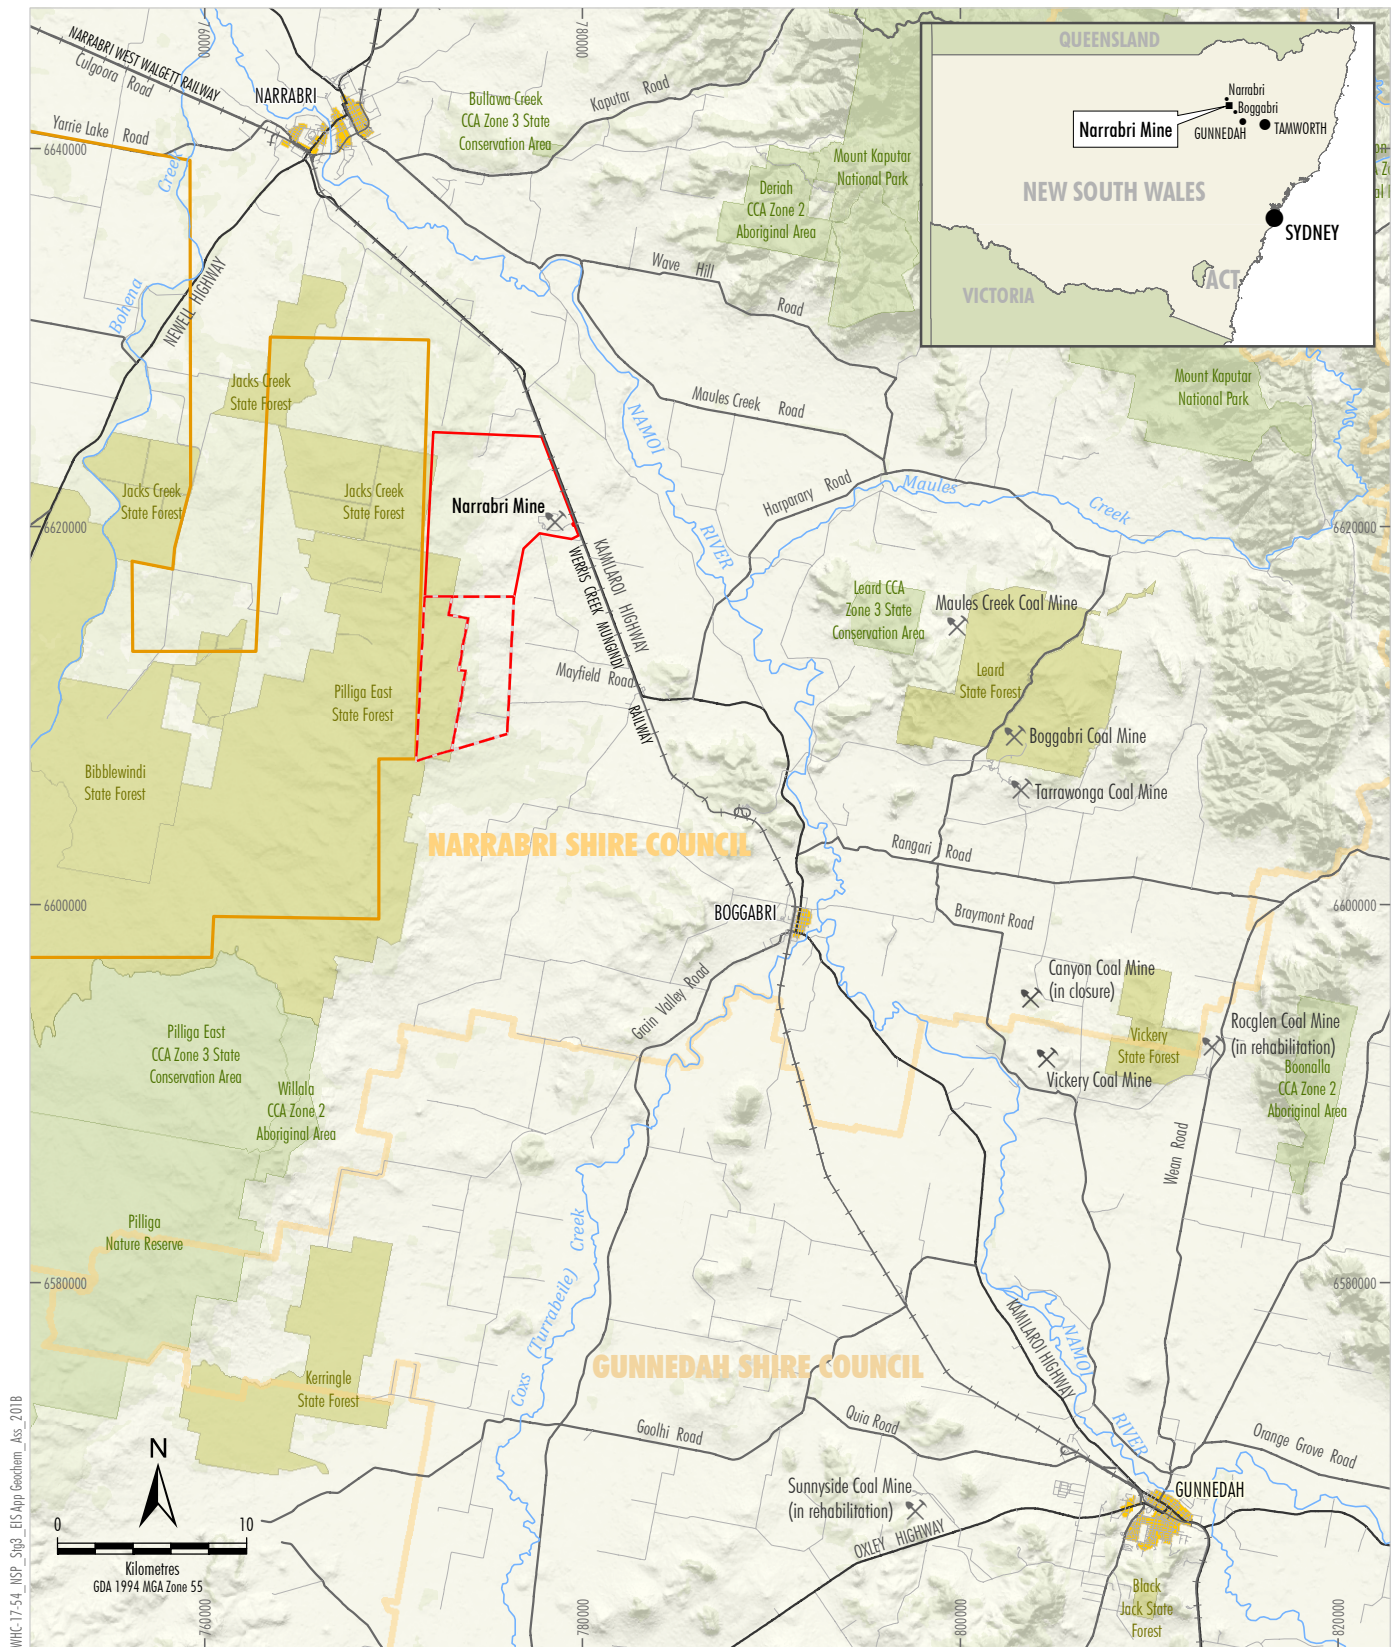 760000
780000
NARRABRI WEST WALGETT RAILWAY
Culgoora Road
NARRABRI
Yarrie Lake Road
6640000
Creek
Bohena
NEWELL HIGHWAY
Bullawa Creek
CCA Zone 3 State
Conservation Area
Kaputar Road
Mount Kaputar
National Park
Deriah
CCA Zone 2
Aboriginal Area
Wave Hill
Road
QUEENSLAND
Narrabri
Boggabri
Narrabri Mine
GUNNEDAH
TAMWORTH
NEW SOUTH WALES
SYDNEY
ACT
VICTORIA
Mount Kaputar
National Park
Jacks Creek
State Forest
Maules Creek Road
NAMOI
RIVER
Jacks Creek
State Forest
Jacks Creek
State Forest
Narrabri Mine
Harparary Road
Maules
Creek
6620000
6620000
KAMILAROI HIGHWAY
WERRIS CREEK MUNGINDI
RAILWAY
Mayfield Road
Leard CCA
Zone 3 State
Conservation Area
Maules Creek Coal Mine
Leard
State Forest
Pilliga East
State Forest
Boggabri Coal Mine
Tarrawonga Coal Mine
Bibblewindi
State Forest
NARRABRI SHIRE COUNCIL
Rangari Road
6600000
6600000
BOGGABRI
Braymont Road
Grain Valley Road
Canyon Coal Mine
(in closure)
Rocglen Coal Mine
(in rehabilitation)
Vickery
State Forest
Vickery Coal Mine
Boonalla
CCA Zone 2
Aboriginal Area
Pilliga East
CCA Zone 3 State
Conservation Area
Willala
CCA Zone 2
Aboriginal Area
Wean Road
Pilliga
Nature Reserve
Coxs (Turrabeile) Creek
6580000
6580000
KAMILAROI HIGHWAY
NAMOI
RIVER
GUNNEDAH SHIRE COUNCIL
Kerringle
State Forest
Goolhi Road
Quia Road
Orange Grove Road
Sunnyside Coal Mine
(in rehabilitation)
GUNNEDAH
OXLEY HIGHWAY
Black
Jack State
Forest
N
0 10
Kilometres
GDA 1994 MGA Zone 55
760000
780000
800000
820000
WHC-17-54_NSP_Stg3_EIS App Geochem_Ass_201B